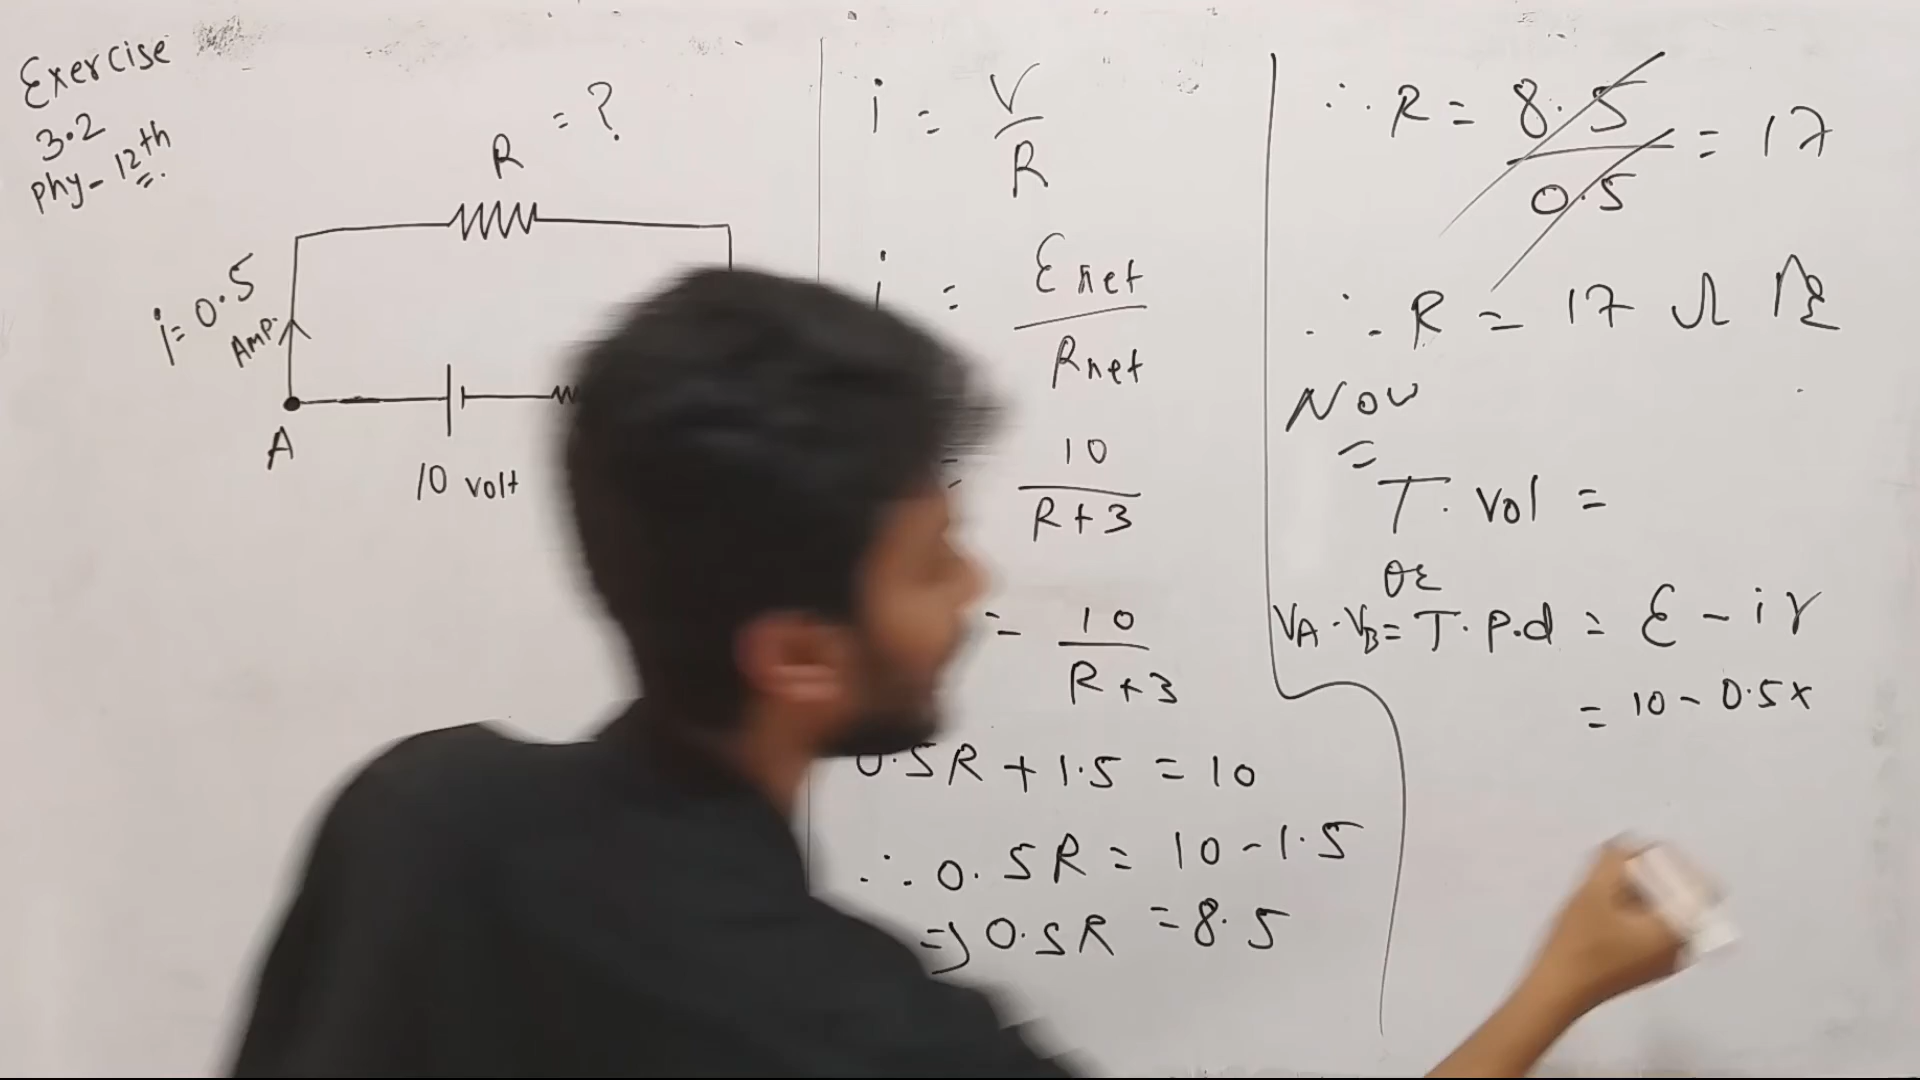 Exercise
3.2
phy - 12th
R = ?
i = 0.5
Amp.
A
10 volt
i = V
R
i = Ɛnet
Rnet
= 10
R+3
= 10
R+3
0.5R + 1.5 = 10
∴ 0.5R = 10 - 1.5
⇒ 0.5R = 8.5
∴ R = 8.5
0.5 = 17
∴ R = 17 Ω
Now
T. Vol =
or
VA - VB = T.p.d = Ɛ - ir
= 10 - 0.5x